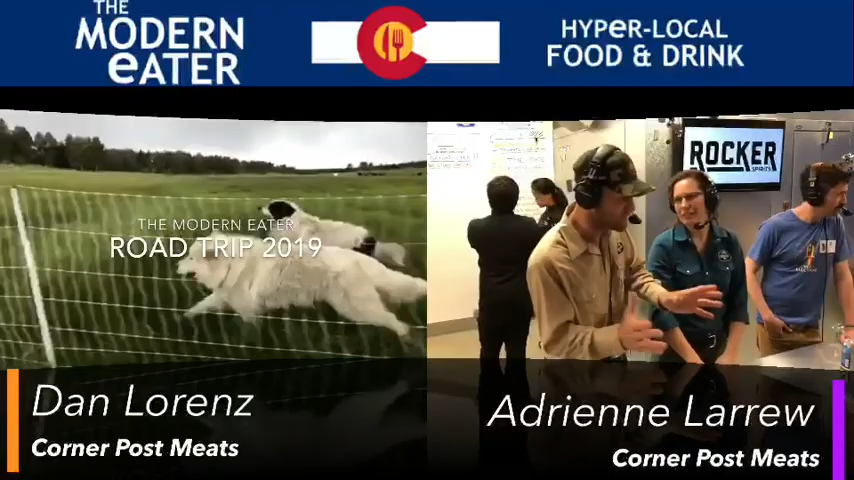 THE
MODERN
EATER
HYPER-LOCAL
FOOD & DRINK
THE MODERN EATER
ROAD TRIP 2019
ROCKER
SPIRITS
Dan Lorenz
Corner Post Meats
Adrienne Larrew
Corner Post Meats